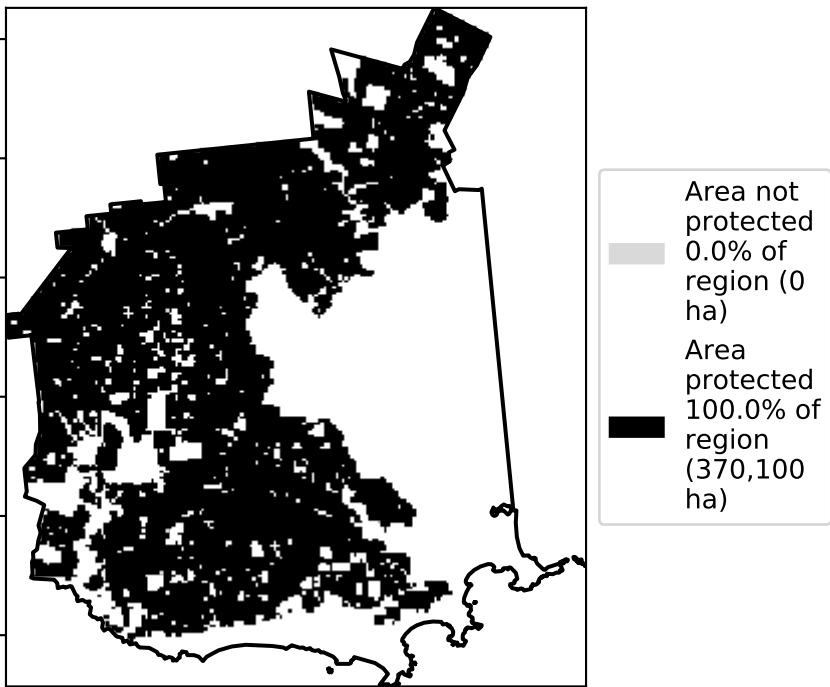 Area not
protected
0.0% of
region (0
ha)
Area
protected
100.0% of
region
(370,100
ha)